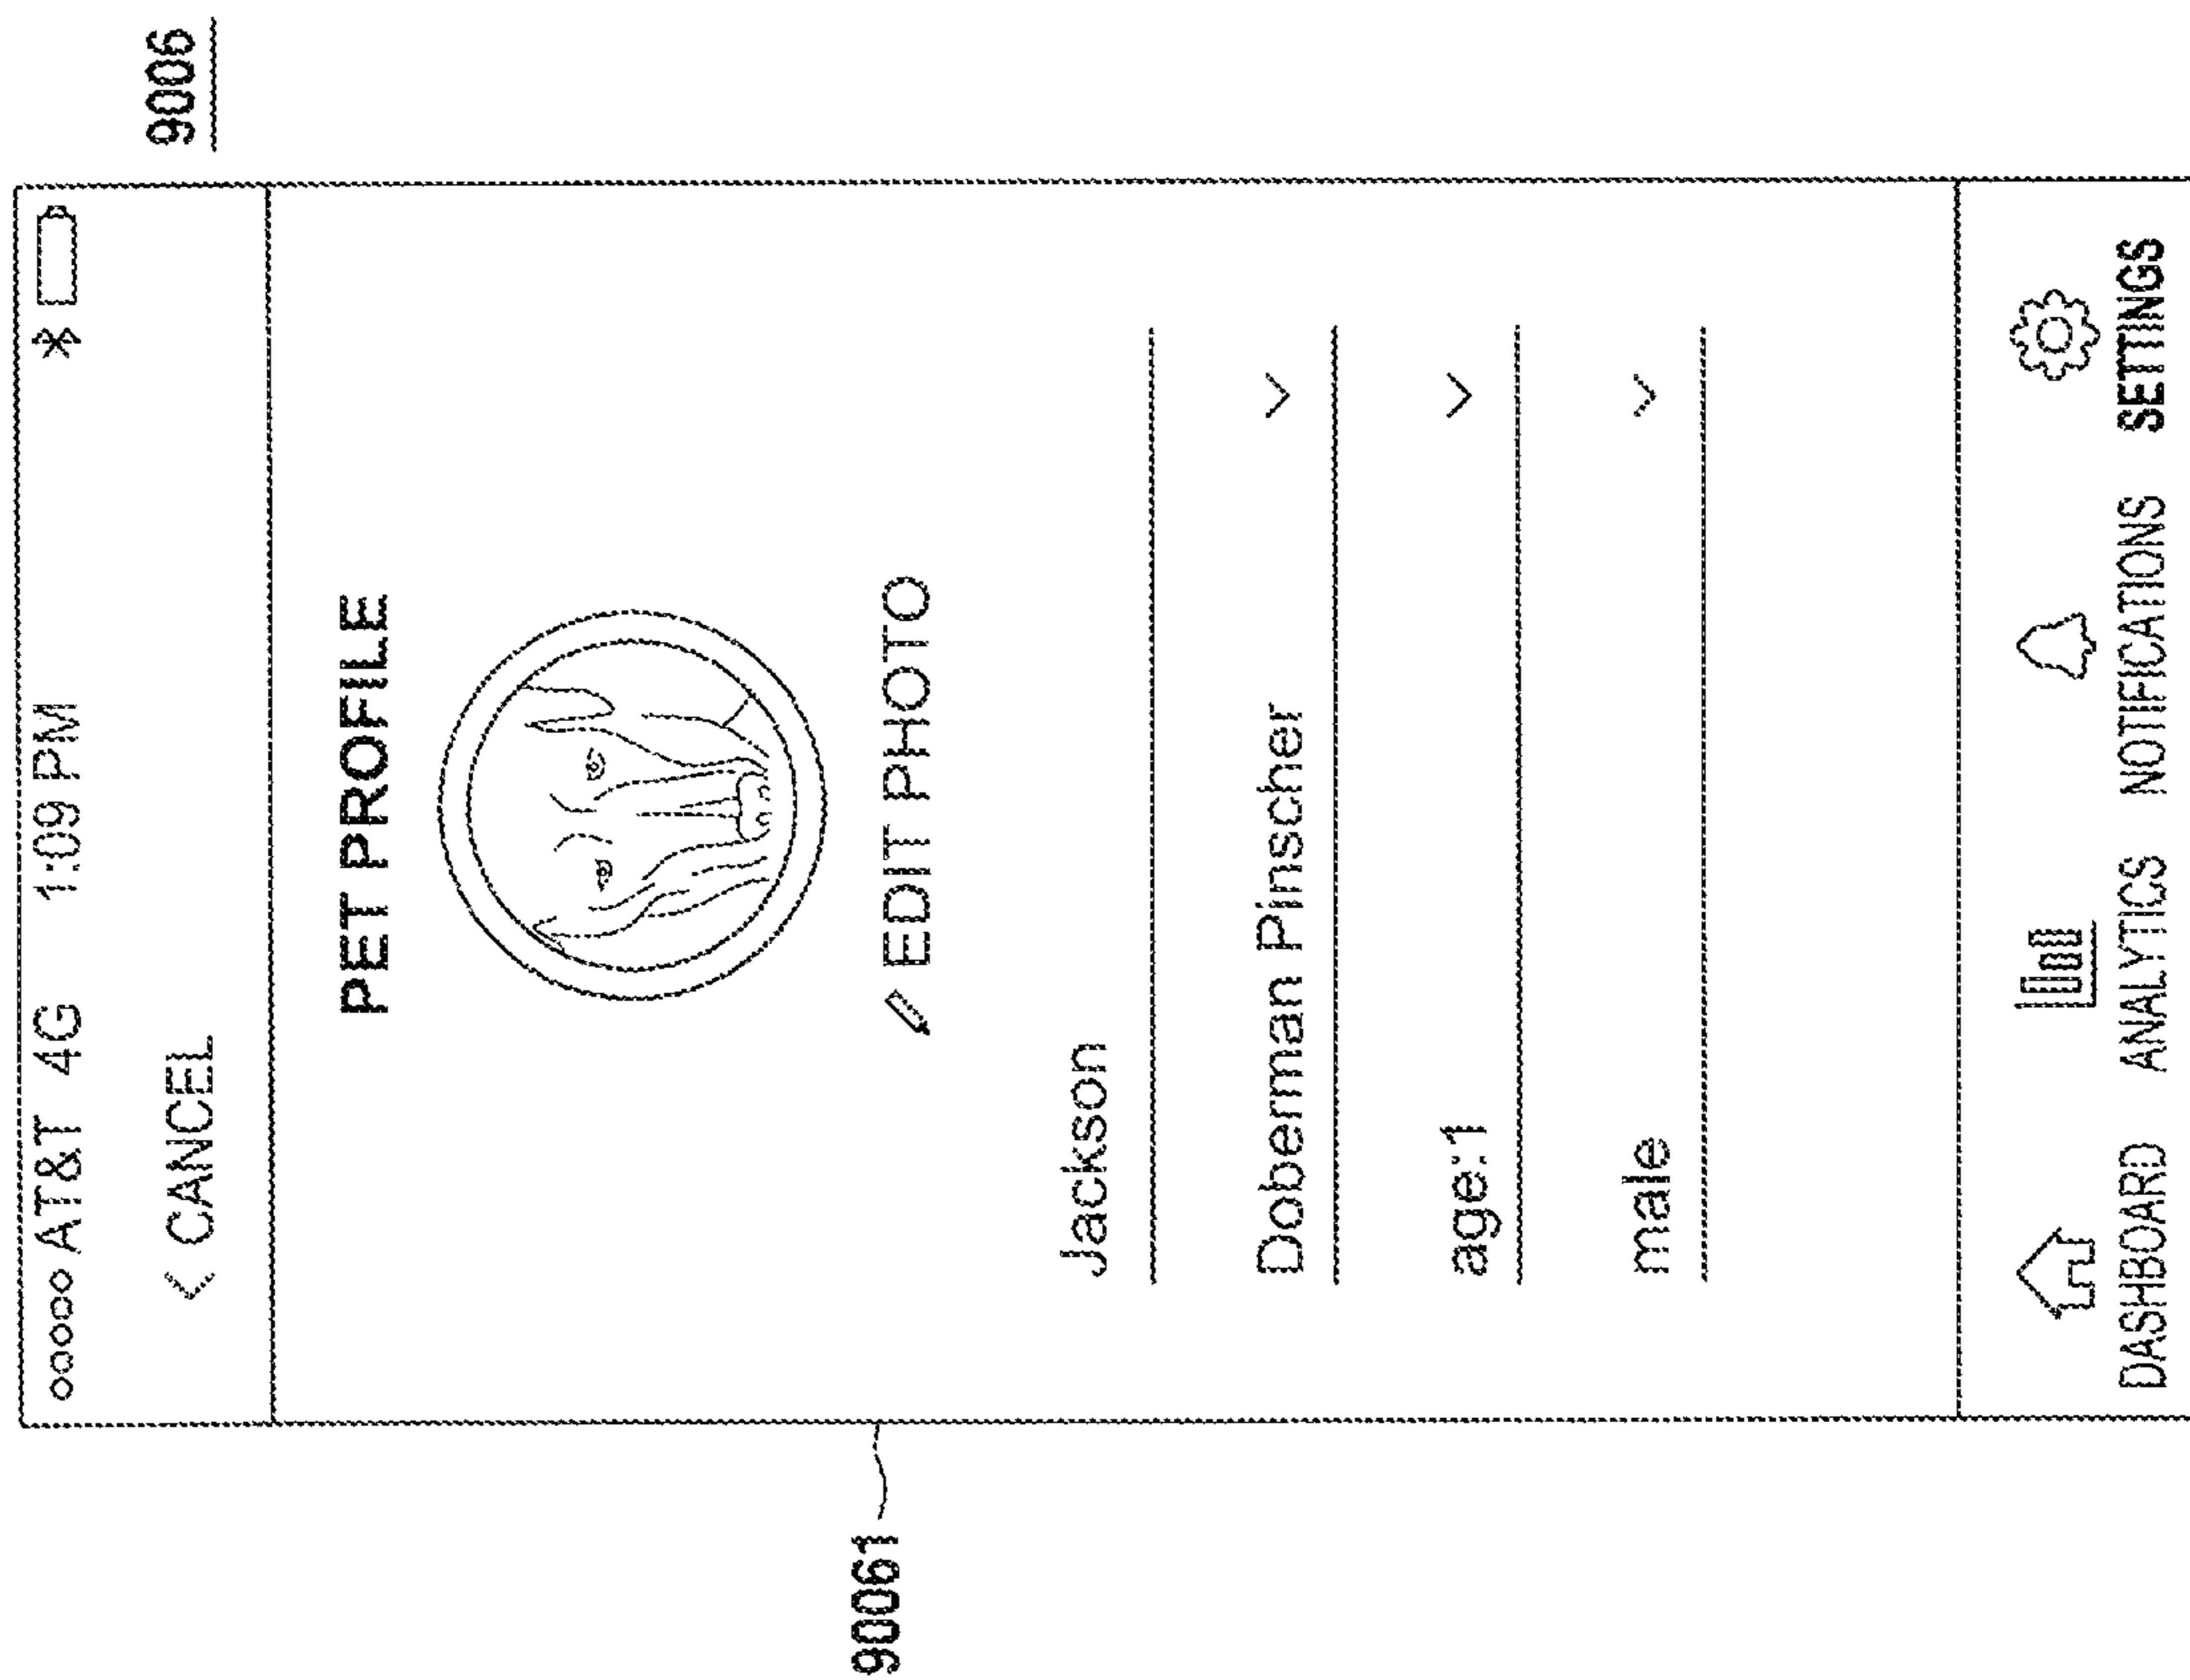 9006
AT&T 4G 1:09 PM
< CANCEL
PET PROFILE
EDIT PHOTO
90061
Jackson
Doberman Pinscher
age:1
male
DASHBOARD ANALYTICS NOTIFICATIONS SETTINGS